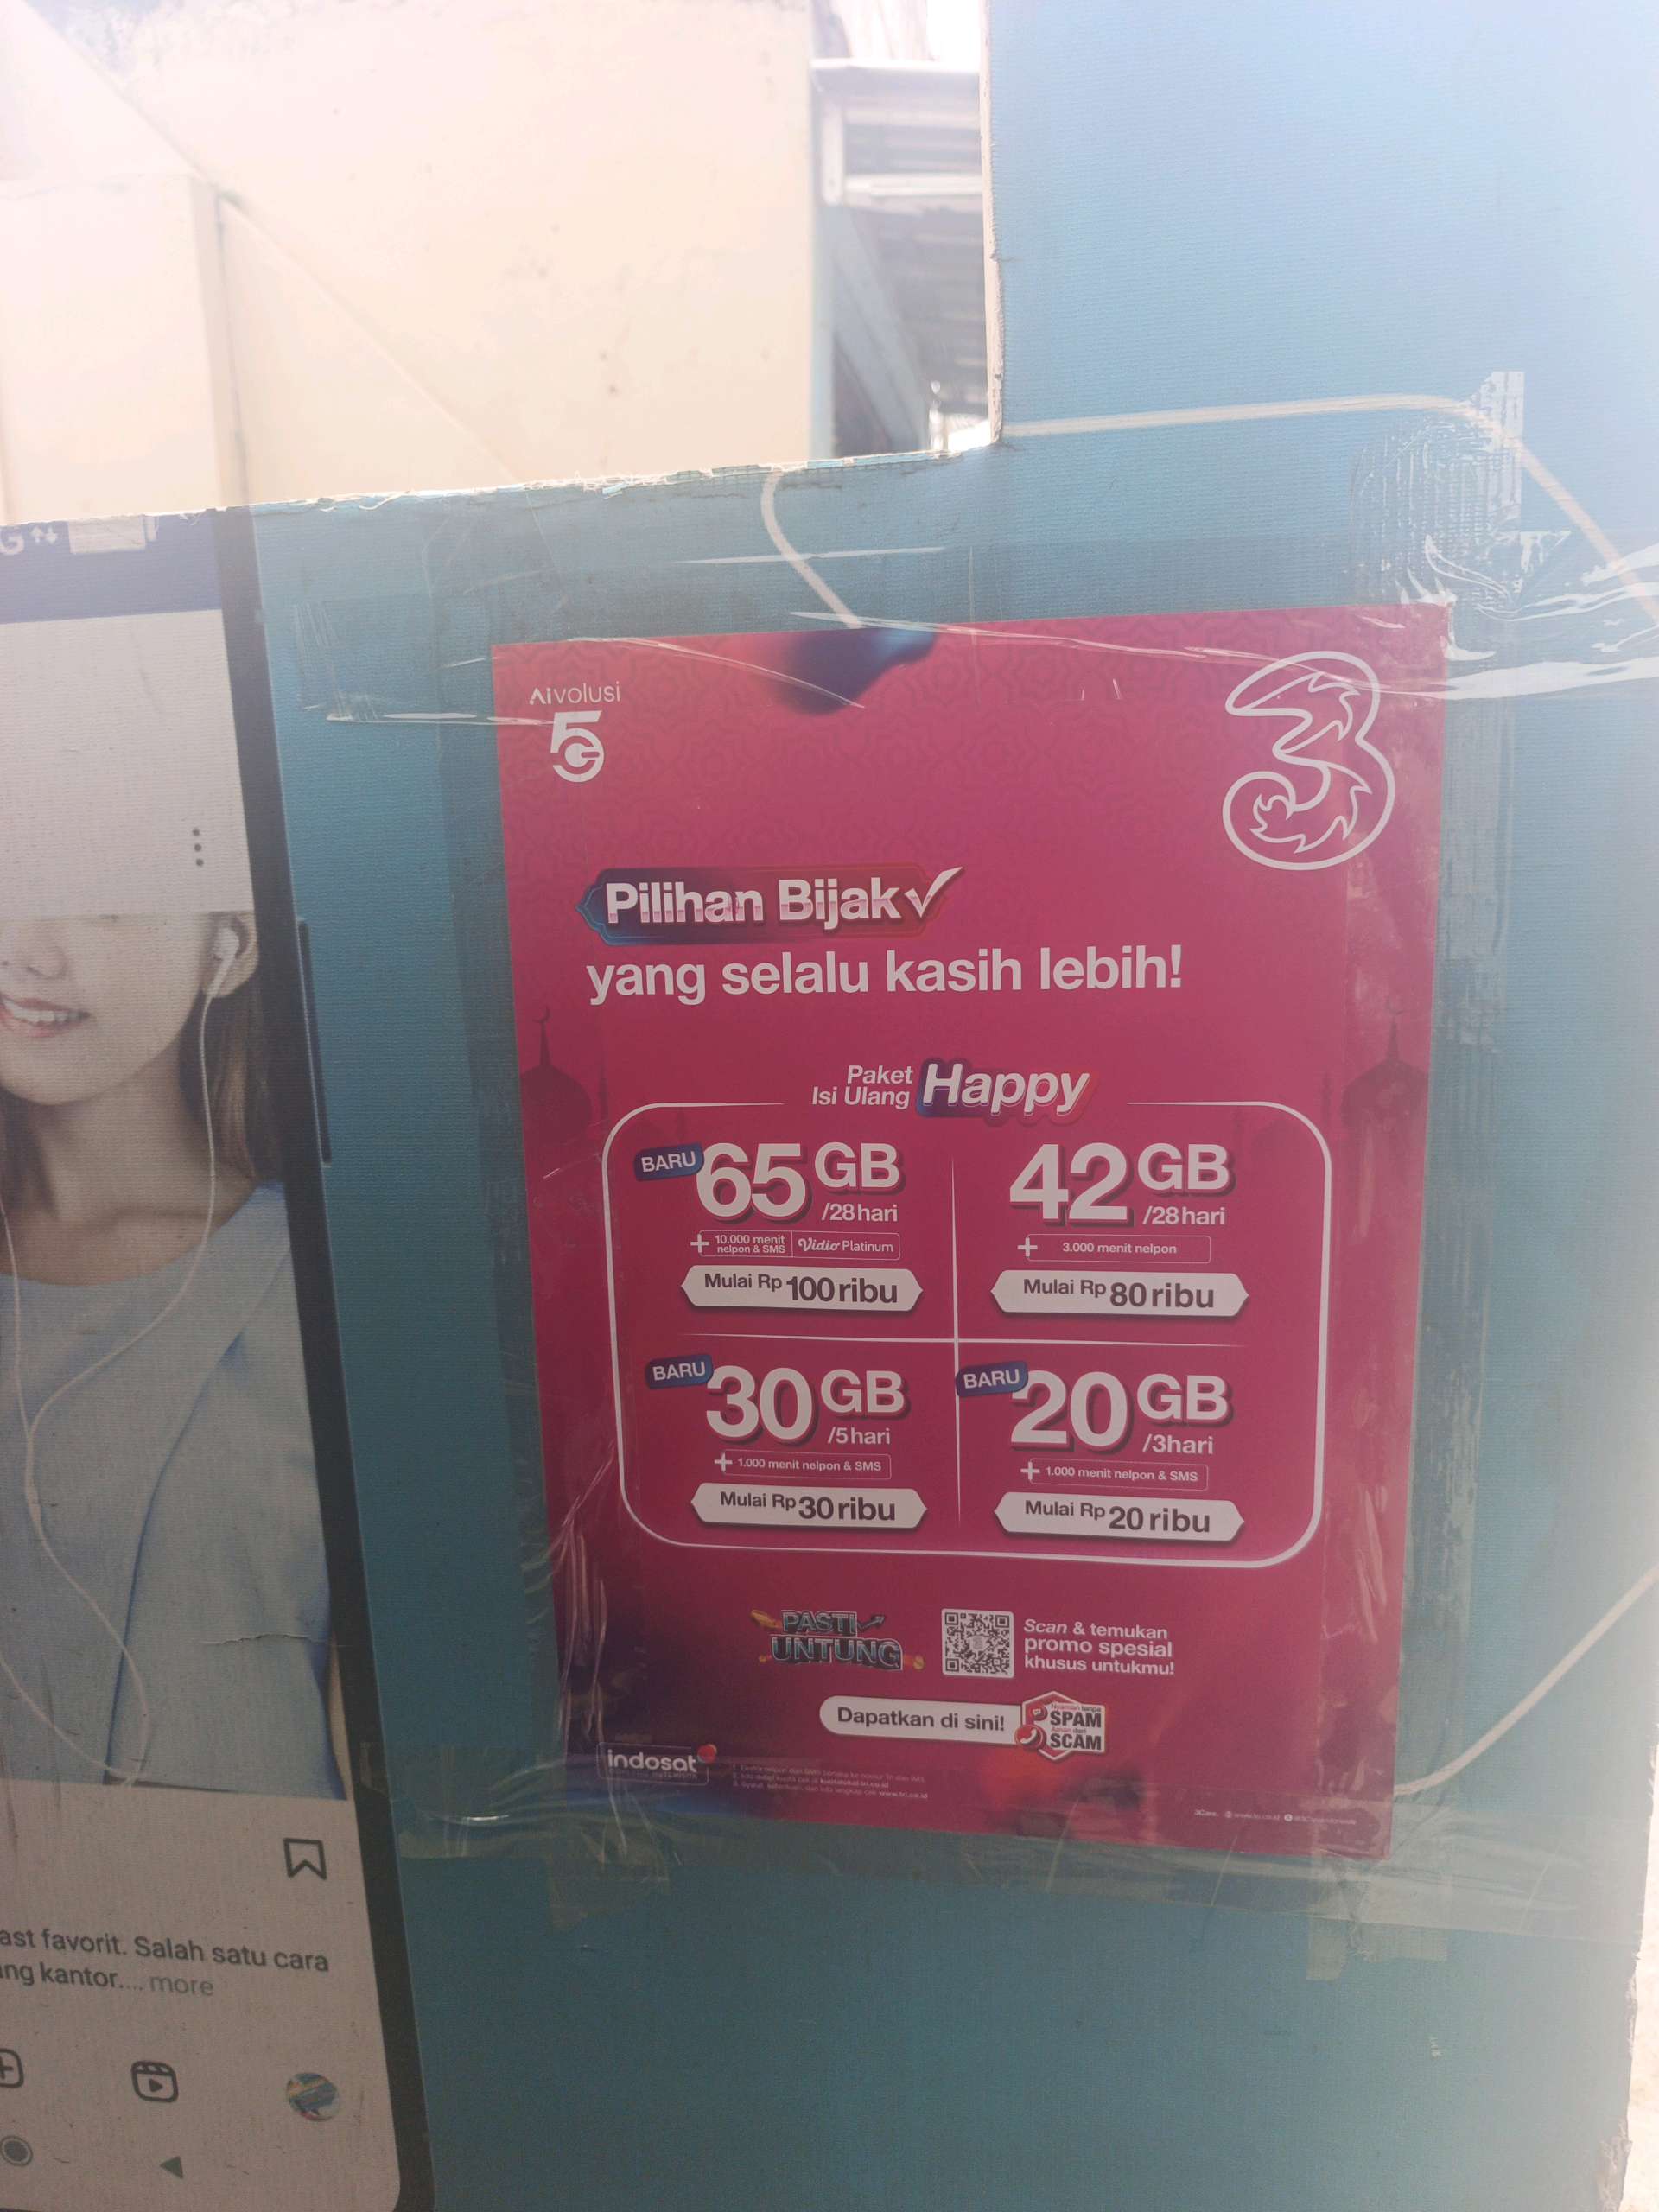 G
AIvolusi
5G
3
Pilihan Bijak
yang selalu kasih lebih!
Paket
Isi Ulang
Happy
BARU
65 GB
/28hari
+ 10.000 menit
nelpon & SMS
Vidio Platinum
Mulai Rp 100 ribu
42 GB
/28hari
+ 3.000 menit nelpon
Mulai Rp 80 ribu
BARU
30 GB
/5hari
+ 1.000 menit nelpon & SMS
Mulai Rp 30 ribu
BARU
20 GB
/3hari
+ 1.000 menit nelpon & SMS
Mulai Rp 20 ribu
PASTI
UNTUNG
Scan & temukan
promo spesial
khusus untukmu!
Dapatkan di sini!
Nyaman tanpa
SPAM
Aman dari
SCAM
indosat
ast favorit. Salah satu cara
ng kantor.... more